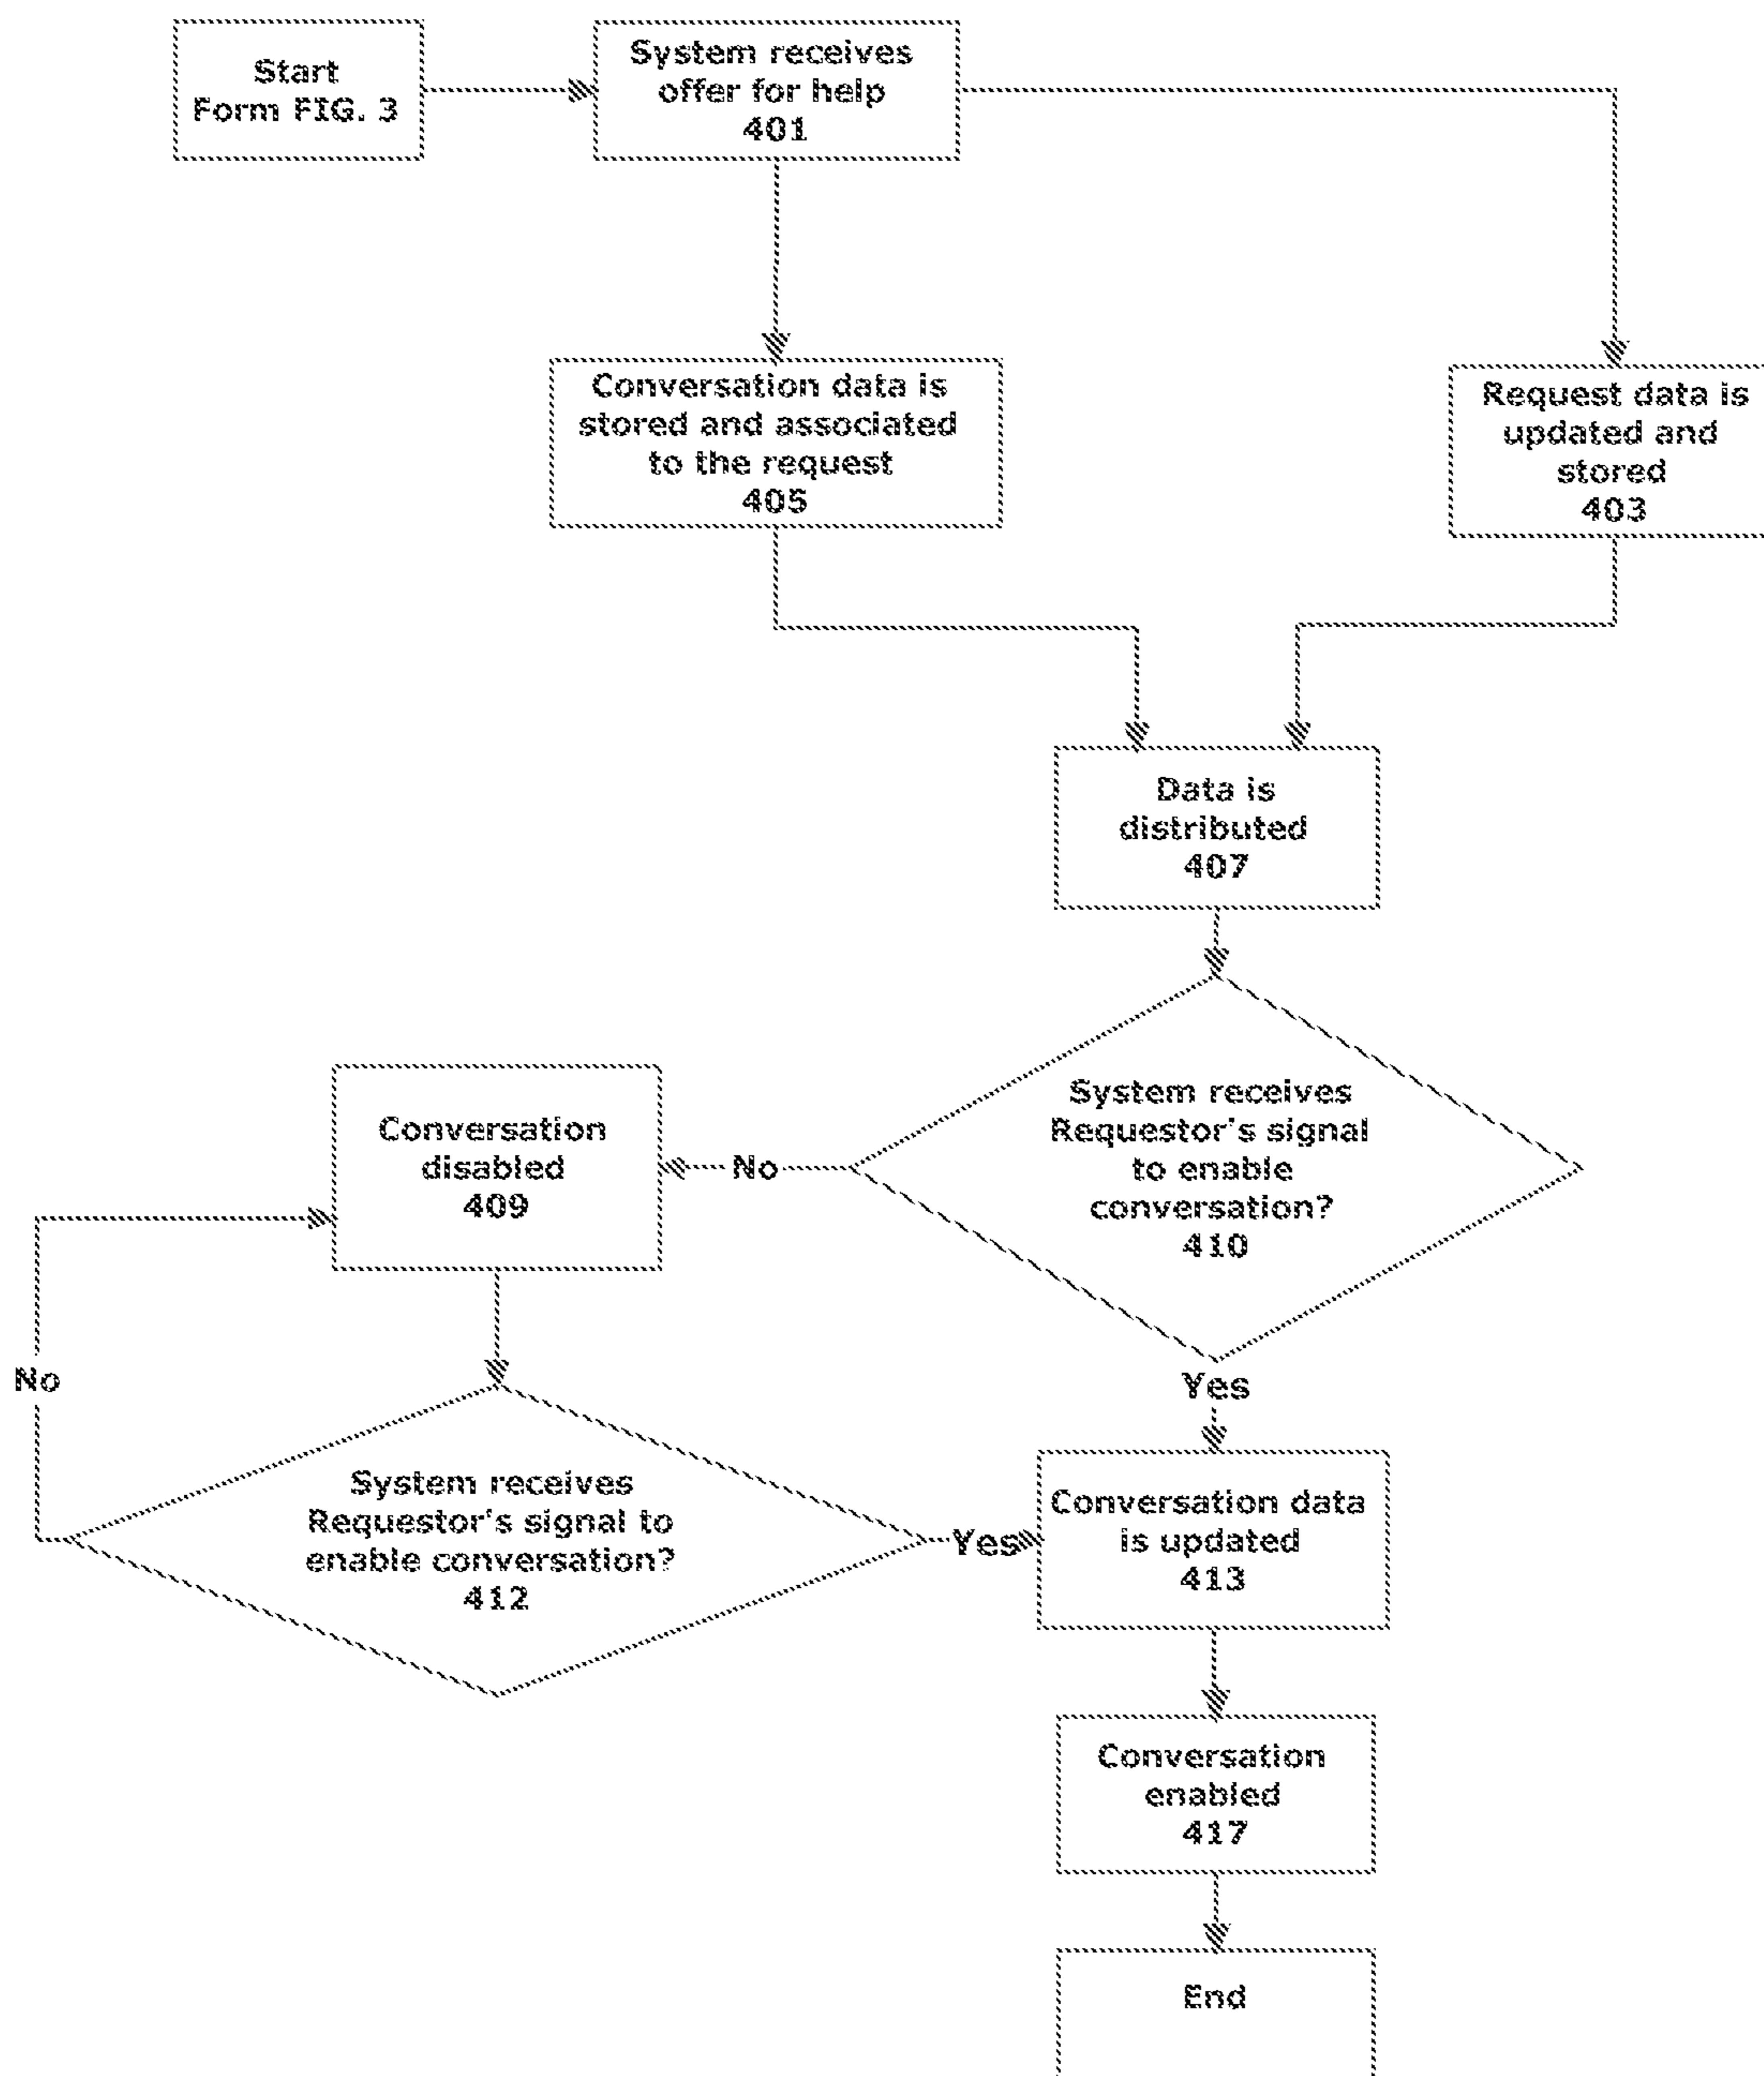 Start
Form FIG. 3
System receives
offer for help
401
Conversation data is
stored and associated
to the request
405
Request data is
updated and
stored
403
Data is
distributed
407
System receives
Requestor's signal
to enable
conversation?
410
No
Conversation
disabled
409
No
Yes
System receives
Requestor's signal to
enable conversation?
412
Yes
Conversation data
is updated
413
Conversation
enabled
417
End